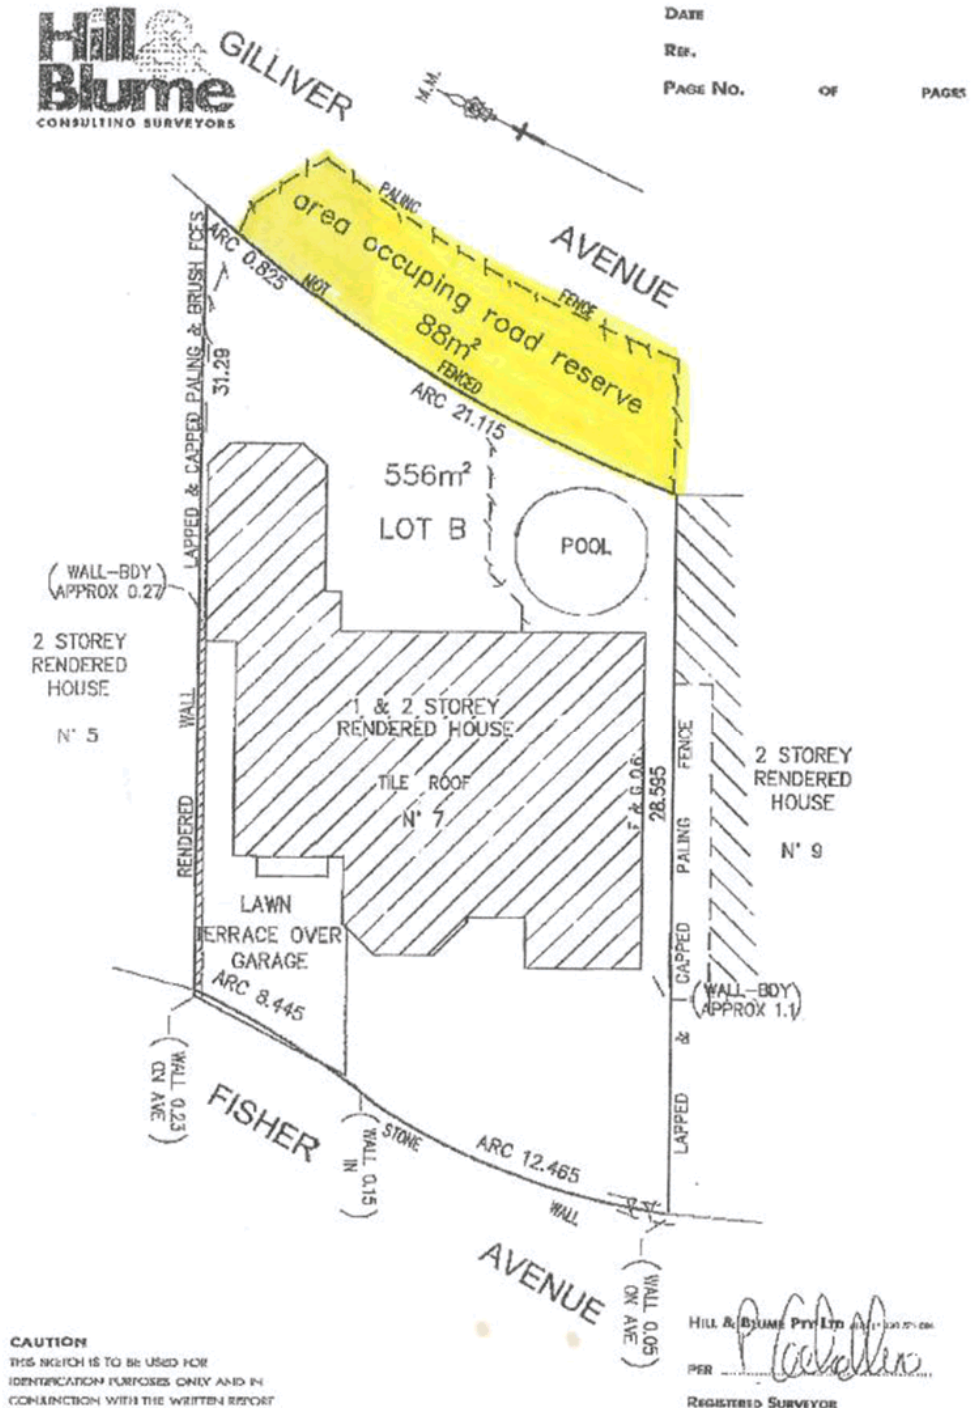 Hill &
Blume
CONSULTING SURVEYORS
DATE
REF.
PAGE NO. OF PAGES
GILLIVER
AVENUE
M.M.
PALING
FENCE
area occuping road reserve
88m²
NOT
FENCED
ARC 0.825
ARC 21.115
LAPPED & CAPPED PALING & BRUSH FCES
31.29
556m²
LOT B
POOL
(WALL-BDY
APPROX 0.27)
2 STOREY
RENDERED
HOUSE
N° 5
RENDERED WALL
1 & 2 STOREY
RENDERED HOUSE
TILE ROOF
N° 7
F & G 0.6
28.595
LAPPED & CAPPED PALING FENCE
2 STOREY
RENDERED
HOUSE
N° 9
LAWN
TERRACE OVER
GARAGE
ARC 8.445
(WALL-BDY
APPROX 1.1)
(WALL 0.23
ON AVE)
FISHER
AVENUE
(WALL 0.15
IN)
STONE
WALL
ARC 12.465
(WALL 0.05
ON AVE)
CAUTION
THIS SKETCH IS TO BE USED FOR
IDENTIFICATION PURPOSES ONLY AND IN
CONJUNCTION WITH THE WRITTEN REPORT
HILL & BLUME PTY LTD
PER
REGISTERED SURVEYOR